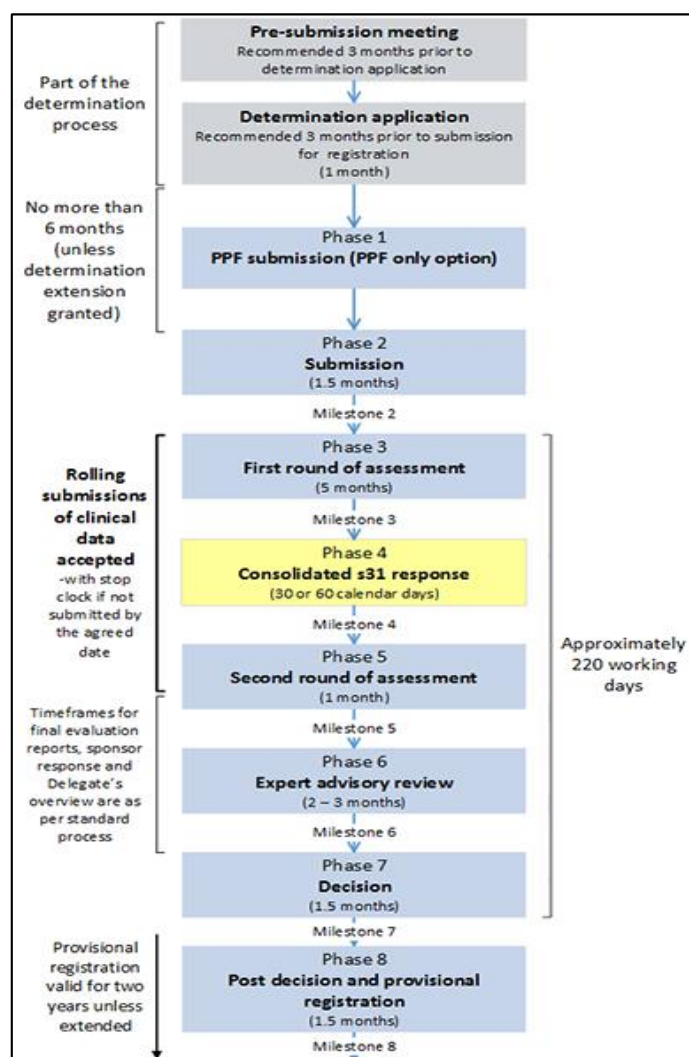 Pre-submission meeting
Recommended 3 months prior to
determination application
Part of the
determination
process
Determination application
Recommended 3 months prior to submission
for registration
(1 month)
No more than
6 months
(unless
determination
extension
granted)
Phase 1
PPF submission (PPF only option)
Phase 2
Submission
(1.5 months)
Milestone 2
Rolling
submissions
of clinical
data
accepted
-with stop
clock if not
submitted by
the agreed
date
Phase 3
First round of assessment
(5 months)
Milestone 3
Phase 4
Consolidated s31 response
(30 or 60 calendar days)
Milestone 4
Phase 5
Second round of assessment
(1 month)
Approximately
220 working
days
Timeframes for
final evaluation
reports, sponsor
response and
Delegate's
overview are as
per standard
process
Milestone 5
Phase 6
Expert advisory review
(2 – 3 months)
Milestone 6
Phase 7
Decision
(1.5 months)
Milestone 7
Provisional
registration
valid for two
years unless
extended
Phase 8
Post decision and provisional
registration
(1.5 months)
Milestone 8